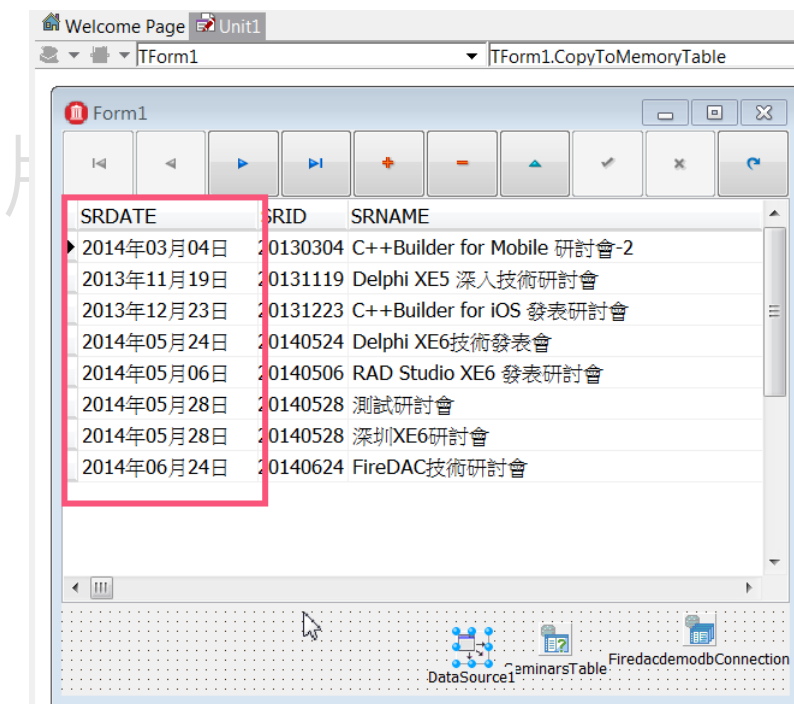 Welcome Page Unit1
TForm1 TForm1.CopyToMemoryTable
Form1
SRDATE SRID SRNAME
2014年03月04日 20130304 C++Builder for Mobile 研討會-2
2013年11月19日 20131119 Delphi XE5 深入技術研討會
2013年12月23日 20131223 C++Builder for iOS 發表研討會
2014年05月24日 20140524 Delphi XE6技術發表會
2014年05月06日 20140506 RAD Studio XE6 發表研討會
2014年05月28日 20140528 測試研討會
2014年05月28日 20140528 深圳XE6研討會
2014年06月24日 20140624 FireDAC技術研討會
DataSource1 SeminarsTable FiredacdemodbConnection